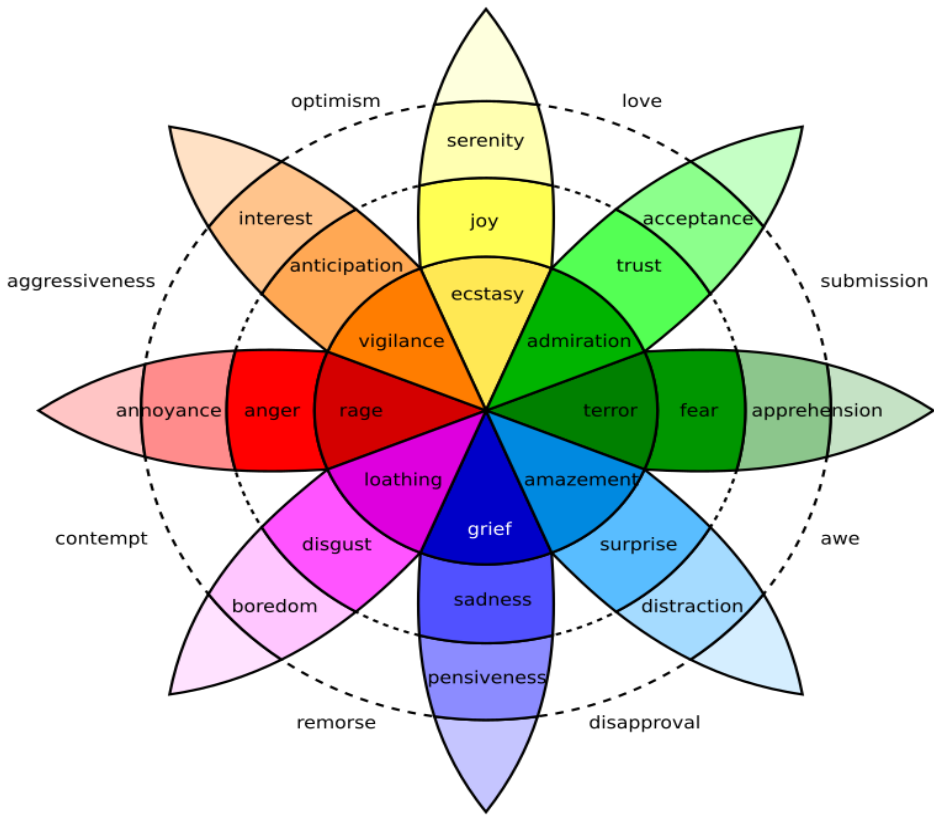 optimism
love
serenity
interest
acceptance
joy
anticipation
trust
aggressiveness
submission
ecstasy
vigilance
admiration
annoyance
anger
rage
terror
fear
apprehension
loathing
amazement
grief
contempt
disgust
surprise
awe
boredom
sadness
distraction
pensiveness
remorse
disapproval